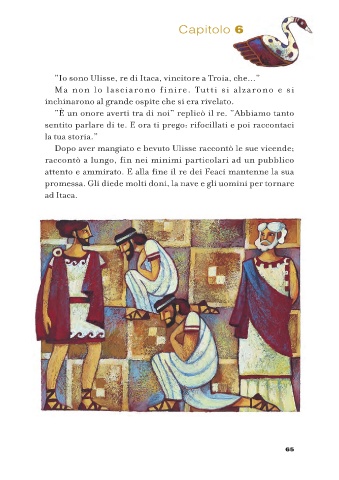 Capitolo 6
"Io sono Ulisse, re di Itaca, vincitore a Troia, che…"
Ma non lo lasciarono finire. Tutti si alzarono e si
inchinarono al grande ospite che si era rivelato.
"È un onore averti tra di noi" replicò il re. "Abbiamo tanto
sentito parlare di te. E ora ti prego: rifocillati e poi raccontaci
la tua storia."
Dopo aver mangiato e bevuto Ulisse raccontò le sue vicende;
raccontò a lungo, fin nei minimi particolari ad un pubblico
attento e ammirato. E alla fine il re dei Feaci mantenne la sua
promessa. Gli diede molti doni, la nave e gli uomini per tornare
ad Itaca.
65